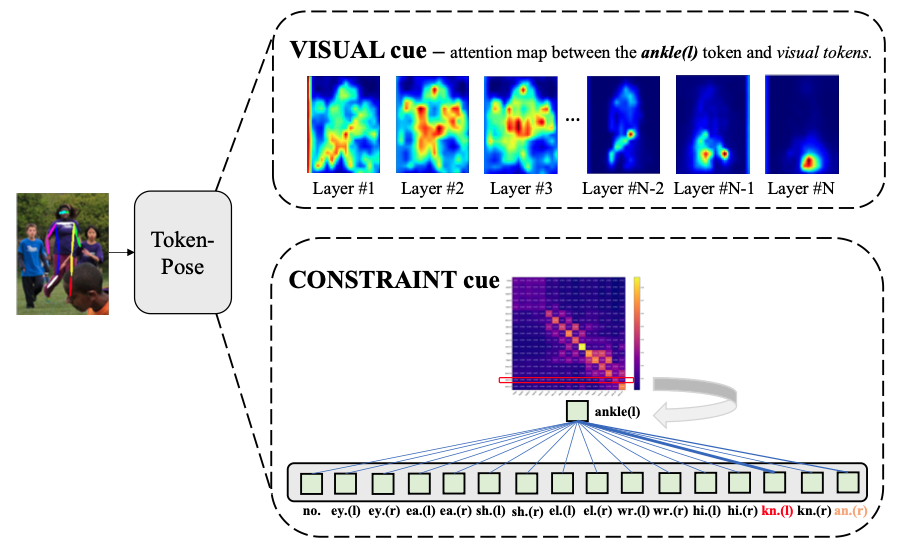 VISUAL cue – attention map between the ankle(l) token and visual tokens.
...
Layer #1 Layer #2 Layer #3 Layer #N-2 Layer #N-1 Layer #N
Token-
Pose
CONSTRAINT cue
ankle(l)
no. ey.(l) ey.(r) ea.(l) ea.(r) sh.(l) sh.(r) el.(l) el.(r) wr.(l) wr.(r) hi.(l) hi.(r) kn.(l) kn.(r) an.(r)